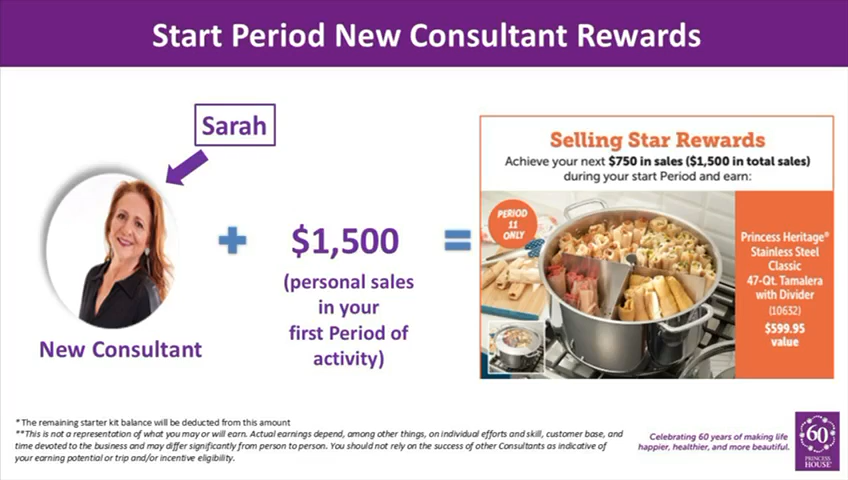 Start Period New Consultant Rewards
Sarah
New Consultant
$1,500
(personal sales
in your
first Period of
activity)
Selling Star Rewards
Achieve your next $750 in sales ($1,500 in total sales)
during your start Period and earn:
PERIOD
11
ONLY
Princess Heritage®
Stainless Steel
Classic
47-Qt. Tamalera
with Divider
(10632)
$599.95
value
*The remaining starter kit balance will be deducted from this amount
**This is not a representation of what you may or will earn. Actual earnings depend, among other things, on individual efforts and skill, customer base, and
time devoted to the business and may differ significantly from person to person. You should not rely on the success of other Consultants as indicative of
your earning potential or trip and/or incentive eligibility.
Celebrating 60 years of making life
happier, healthier, and more beautiful.
60
PRINCESS
HOUSE